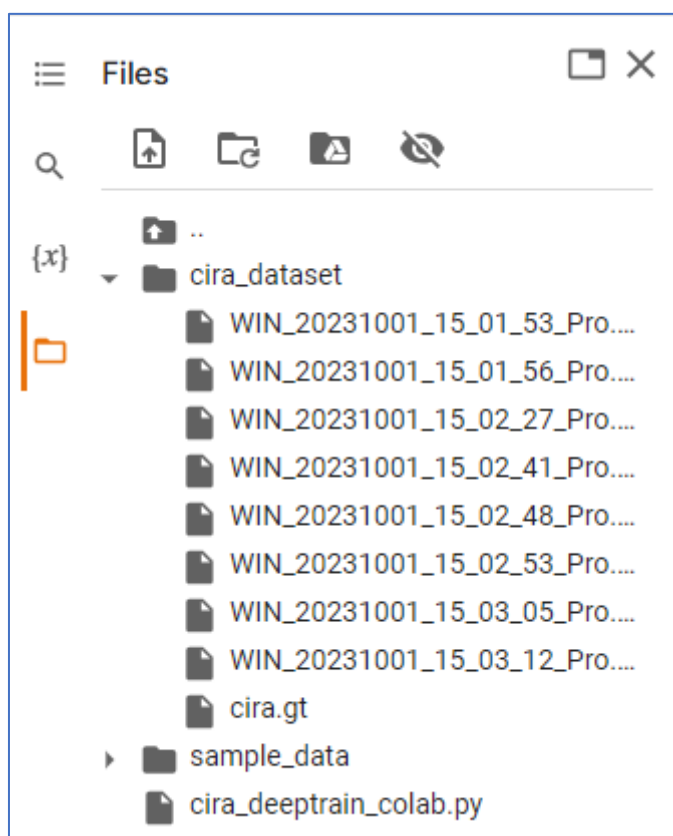 Files
..
{x}
cira_dataset
WIN_20231001_15_01_53_Pro....
WIN_20231001_15_01_56_Pro....
WIN_20231001_15_02_27_Pro....
WIN_20231001_15_02_41_Pro....
WIN_20231001_15_02_48_Pro....
WIN_20231001_15_02_53_Pro....
WIN_20231001_15_03_05_Pro....
WIN_20231001_15_03_12_Pro....
cira.gt
sample_data
cira_deeptrain_colab.py